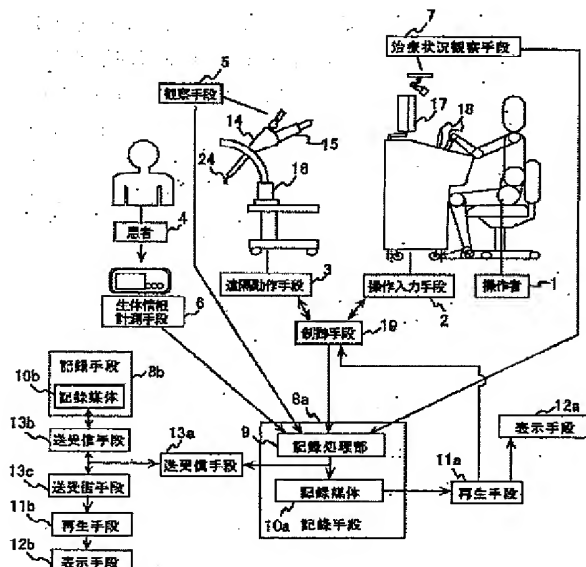 7
治療状況観察手段
5
観察手段
14
15
24
16
17
18
患者
4
生体情報
計測手段
6
遠隔動作手段
3
操作入力手段
2
操作者
1
制御手段
19
記録手段
10b
記録媒体
8b
13b
送受信手段
13c
送受信手段
11b
再生手段
12b
表示手段
13a
送受信手段
8a
9
記録処理部
記録媒体
10a
記録手段
11a
再生手段
12a
表示手段